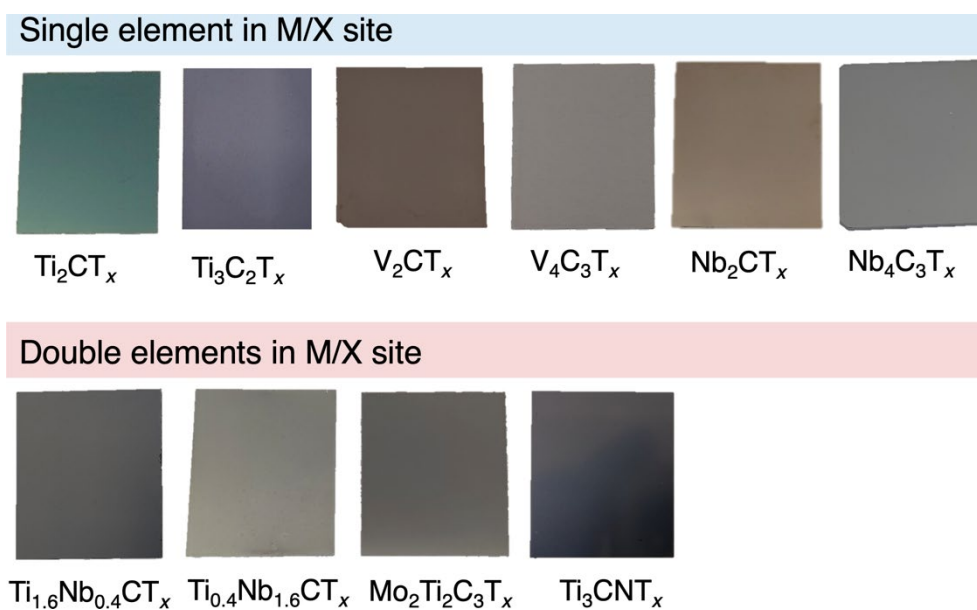 Single element in M/X site
Ti₂CTₓ Ti₃C₂Tₓ V₂CTₓ V₄C₃Tₓ Nb₂CTₓ Nb₄C₃Tₓ
Double elements in M/X site
Ti₁.₆Nb₀.₄CTₓ Ti₀.₄Nb₁.₆CTₓ Mo₂Ti₂C₃Tₓ Ti₃CNTₓ